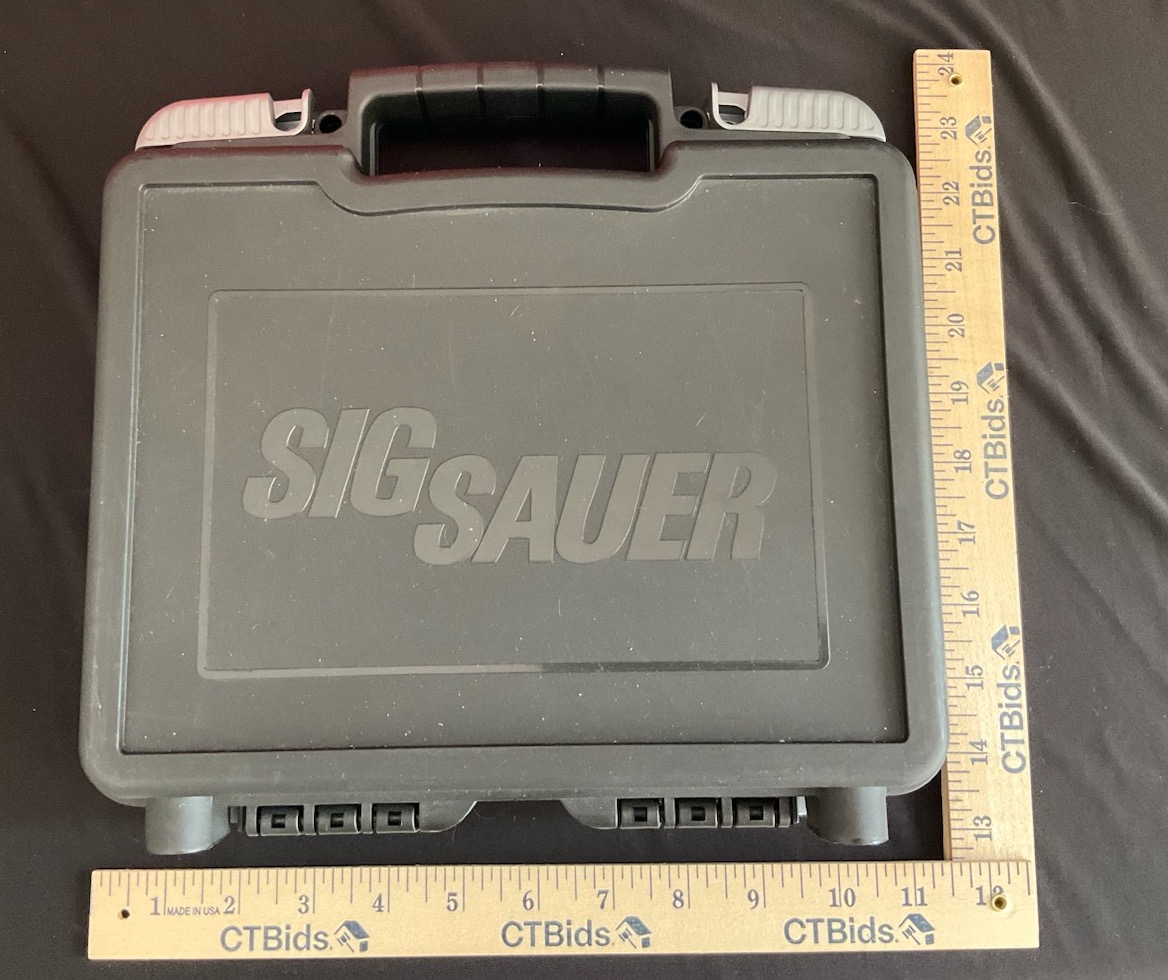 SIG
SAUER
24
23
22
21
20
19
18
17
16
15
14
13
CTBids.
CTBids.
CTBids.
1 MADE IN USA 2 3 4 5 6 7 8 9 10 11 12
CTBids. CTBids. CTBids.